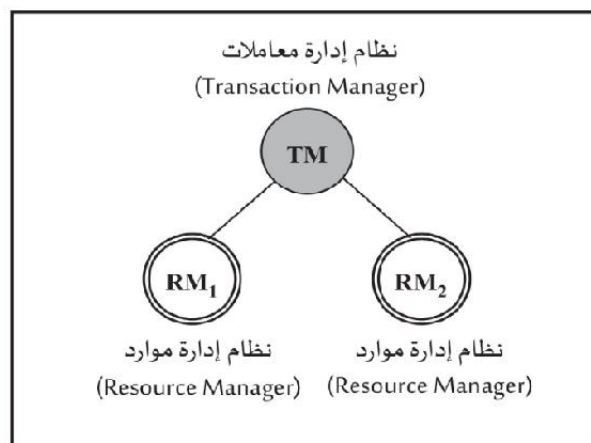 نظام إدارة معاملات
(Transaction Manager)
TM
RM₁ RM₂
نظام إدارة موارد نظام إدارة موارد
(Resource Manager) (Resource Manager)